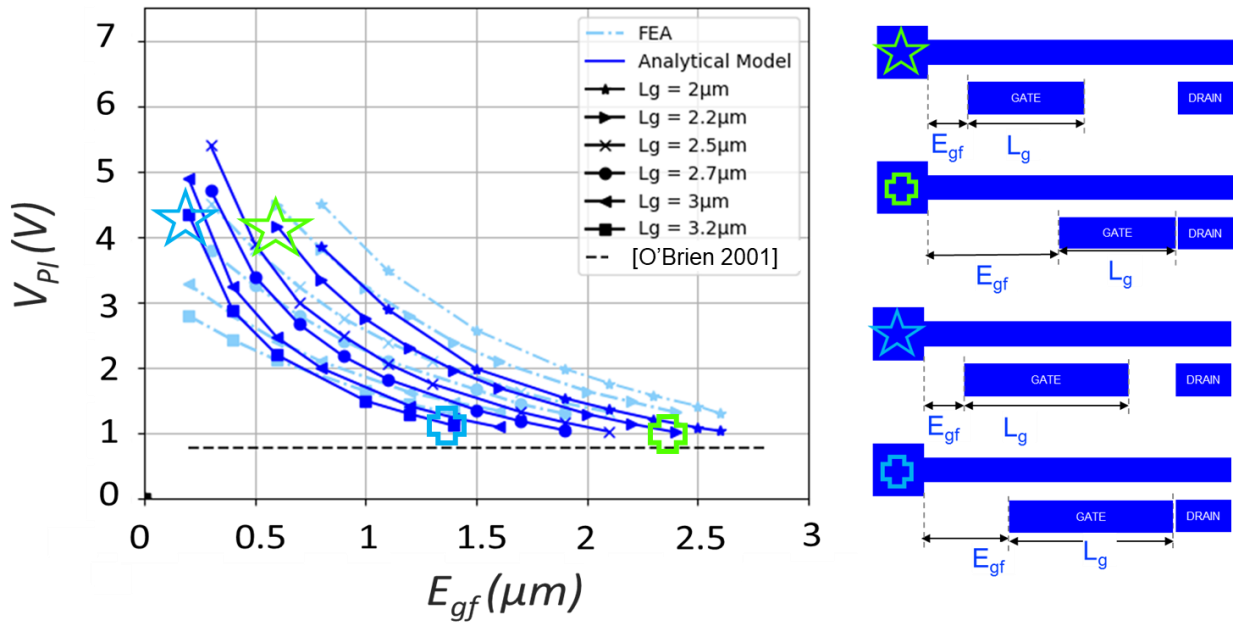 7
6
5
4
3
2
1
0
V_PI (V)
0
0.5
1
1.5
2
2.5
3
E_gf (μm)
FEA
Analytical Model
Lg = 2μm
Lg = 2.2μm
Lg = 2.5μm
Lg = 2.7μm
Lg = 3μm
Lg = 3.2μm
[O'Brien 2001]
GATE
DRAIN
E_gf
L_g
GATE
DRAIN
E_gf
L_g
GATE
DRAIN
E_gf
L_g
GATE
DRAIN
E_gf
L_g